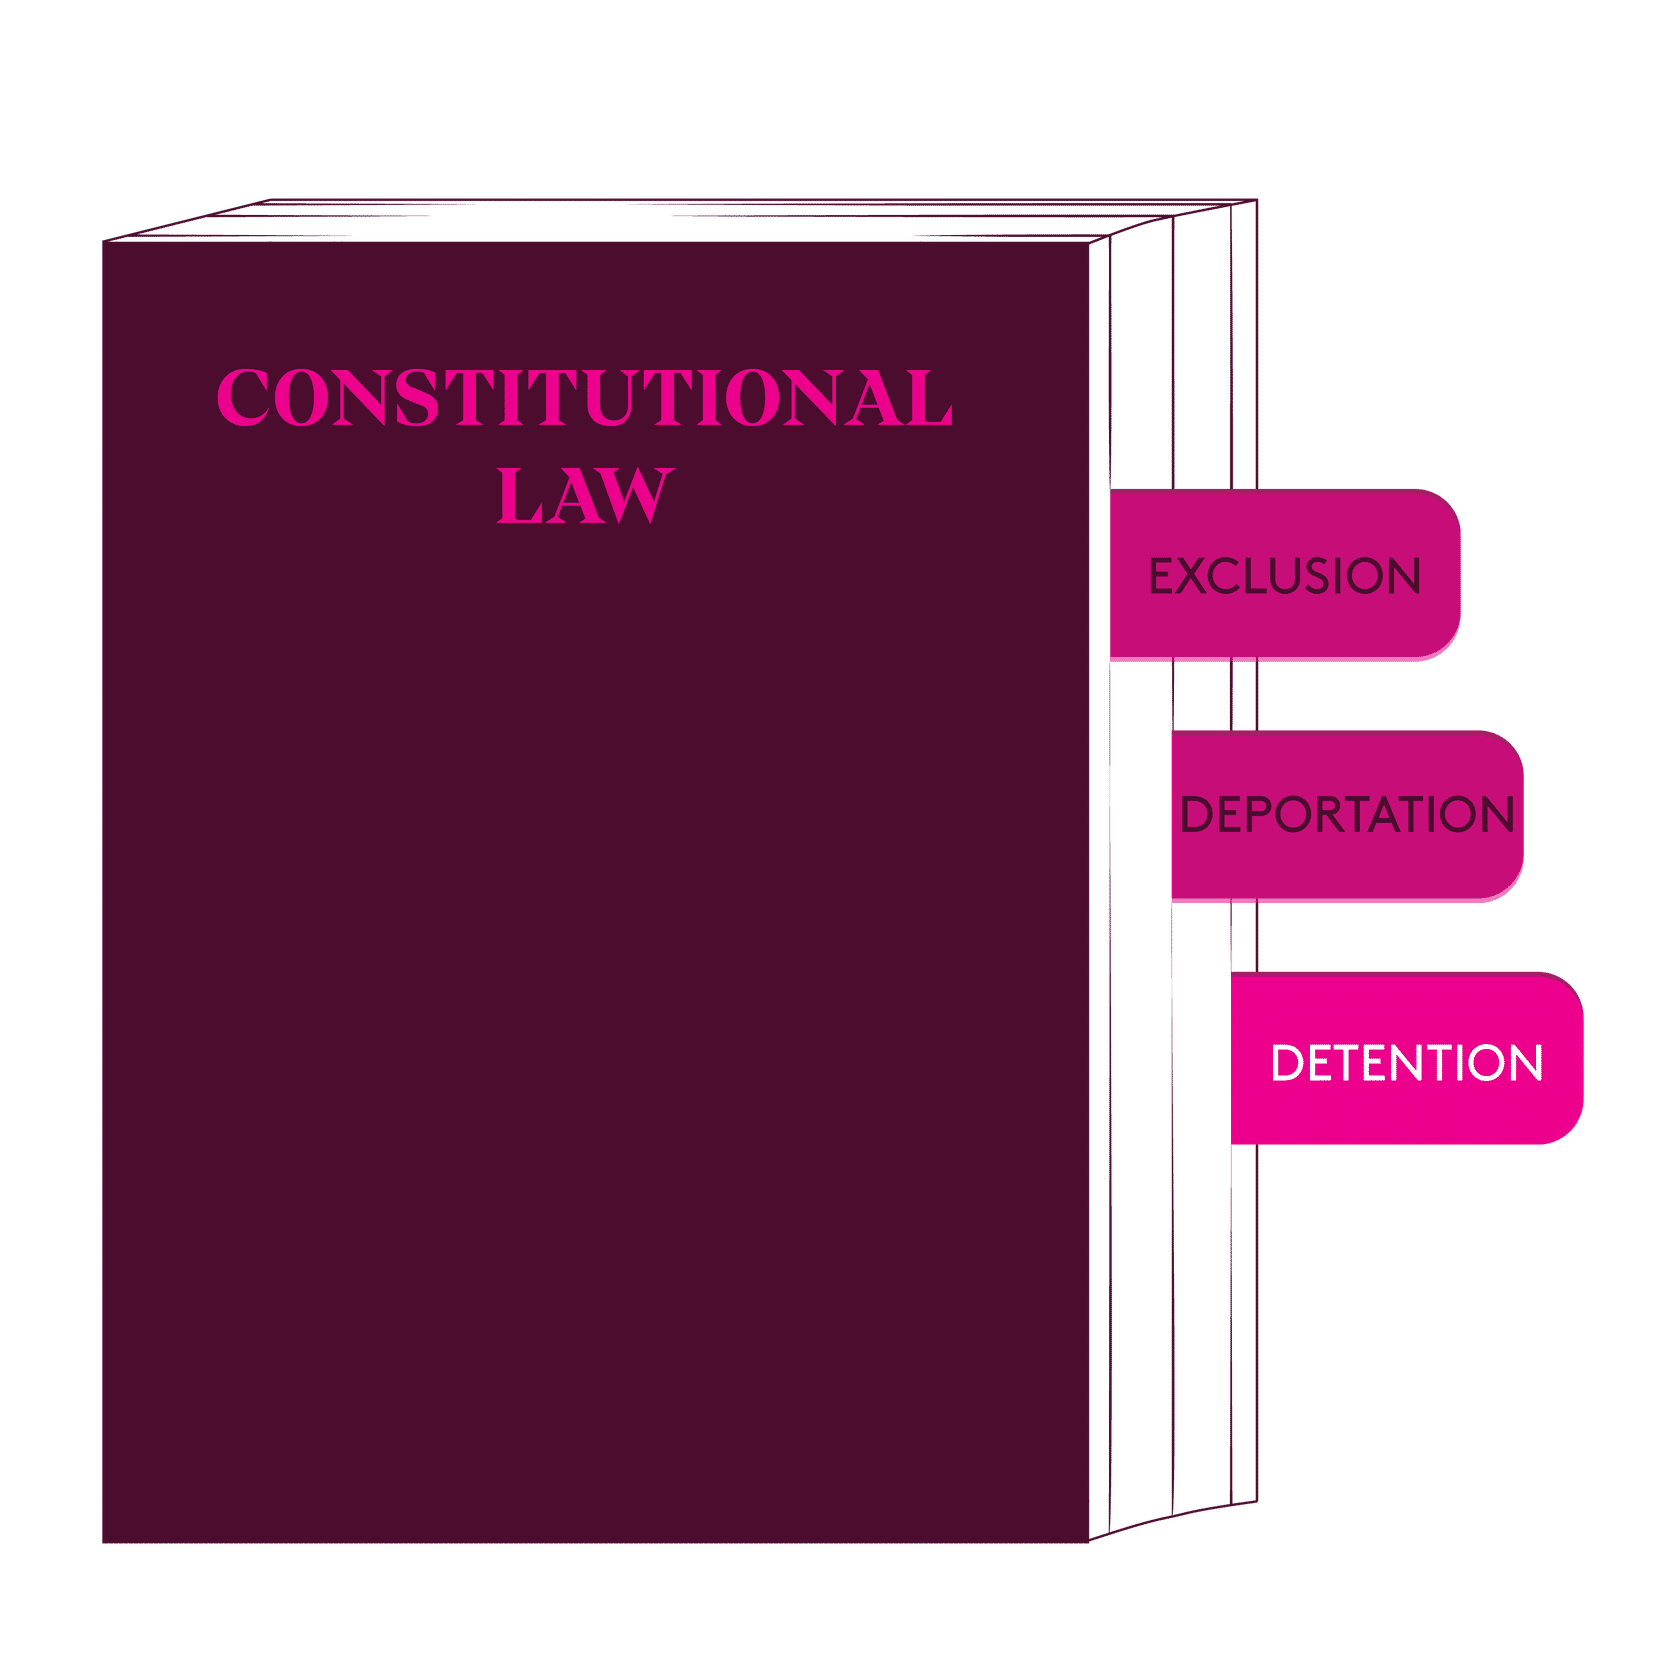 CONSTITUTIONAL
LAW
EXCLUSION
DEPORTATION
DETENTION